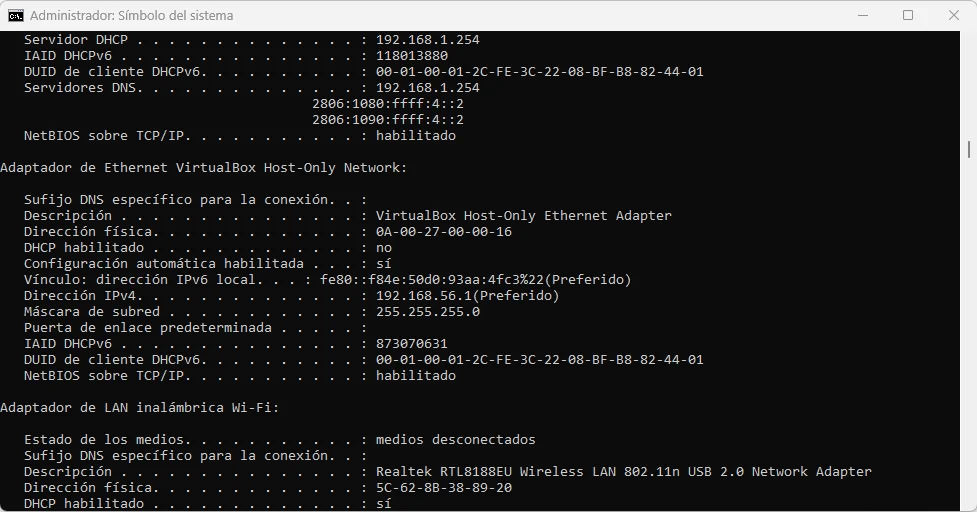 Administrador: Símbolo del sistema
Servidor DHCP . . . . . . . . . . . . . . : 192.168.1.254
IAID DHCPv6 . . . . . . . . . . . . . . . : 118013880
DUID de cliente DHCPv6. . . . . . . . . . : 00-01-00-01-2C-FE-3C-22-08-BF-B8-82-44-01
Servidores DNS. . . . . . . . . . . . . . : 192.168.1.254
2806:1080:ffff:4::2
2806:1090:ffff:4::2
NetBIOS sobre TCP/IP. . . . . . . . . . . : habilitado
Adaptador de Ethernet VirtualBox Host-Only Network:
Sufijo DNS específico para la conexión. . :
Descripción . . . . . . . . . . . . . . . : VirtualBox Host-Only Ethernet Adapter
Dirección física. . . . . . . . . . . . . : 0A-00-27-00-00-16
DHCP habilitado . . . . . . . . . . . . . : no
Configuración automática habilitada . . . : sí
Vínculo: dirección IPv6 local. . . : fe80::f84e:50d0:93aa:4fc3%22(Preferido)
Dirección IPv4. . . . . . . . . . . . . . : 192.168.56.1(Preferido)
Máscara de subred . . . . . . . . . . . . : 255.255.255.0
Puerta de enlace predeterminada . . . . . :
IAID DHCPv6 . . . . . . . . . . . . . . . : 873070631
DUID de cliente DHCPv6. . . . . . . . . . : 00-01-00-01-2C-FE-3C-22-08-BF-B8-82-44-01
NetBIOS sobre TCP/IP. . . . . . . . . . . : habilitado
Adaptador de LAN inalámbrica Wi-Fi:
Estado de los medios. . . . . . . . . . . : medios desconectados
Sufijo DNS específico para la conexión. . :
Descripción . . . . . . . . . . . . . . . : Realtek RTL8188EU Wireless LAN 802.11n USB 2.0 Network Adapter
Dirección física. . . . . . . . . . . . . : 5C-62-8B-38-89-20
DHCP habilitado . . . . . . . . . . . . . : sí